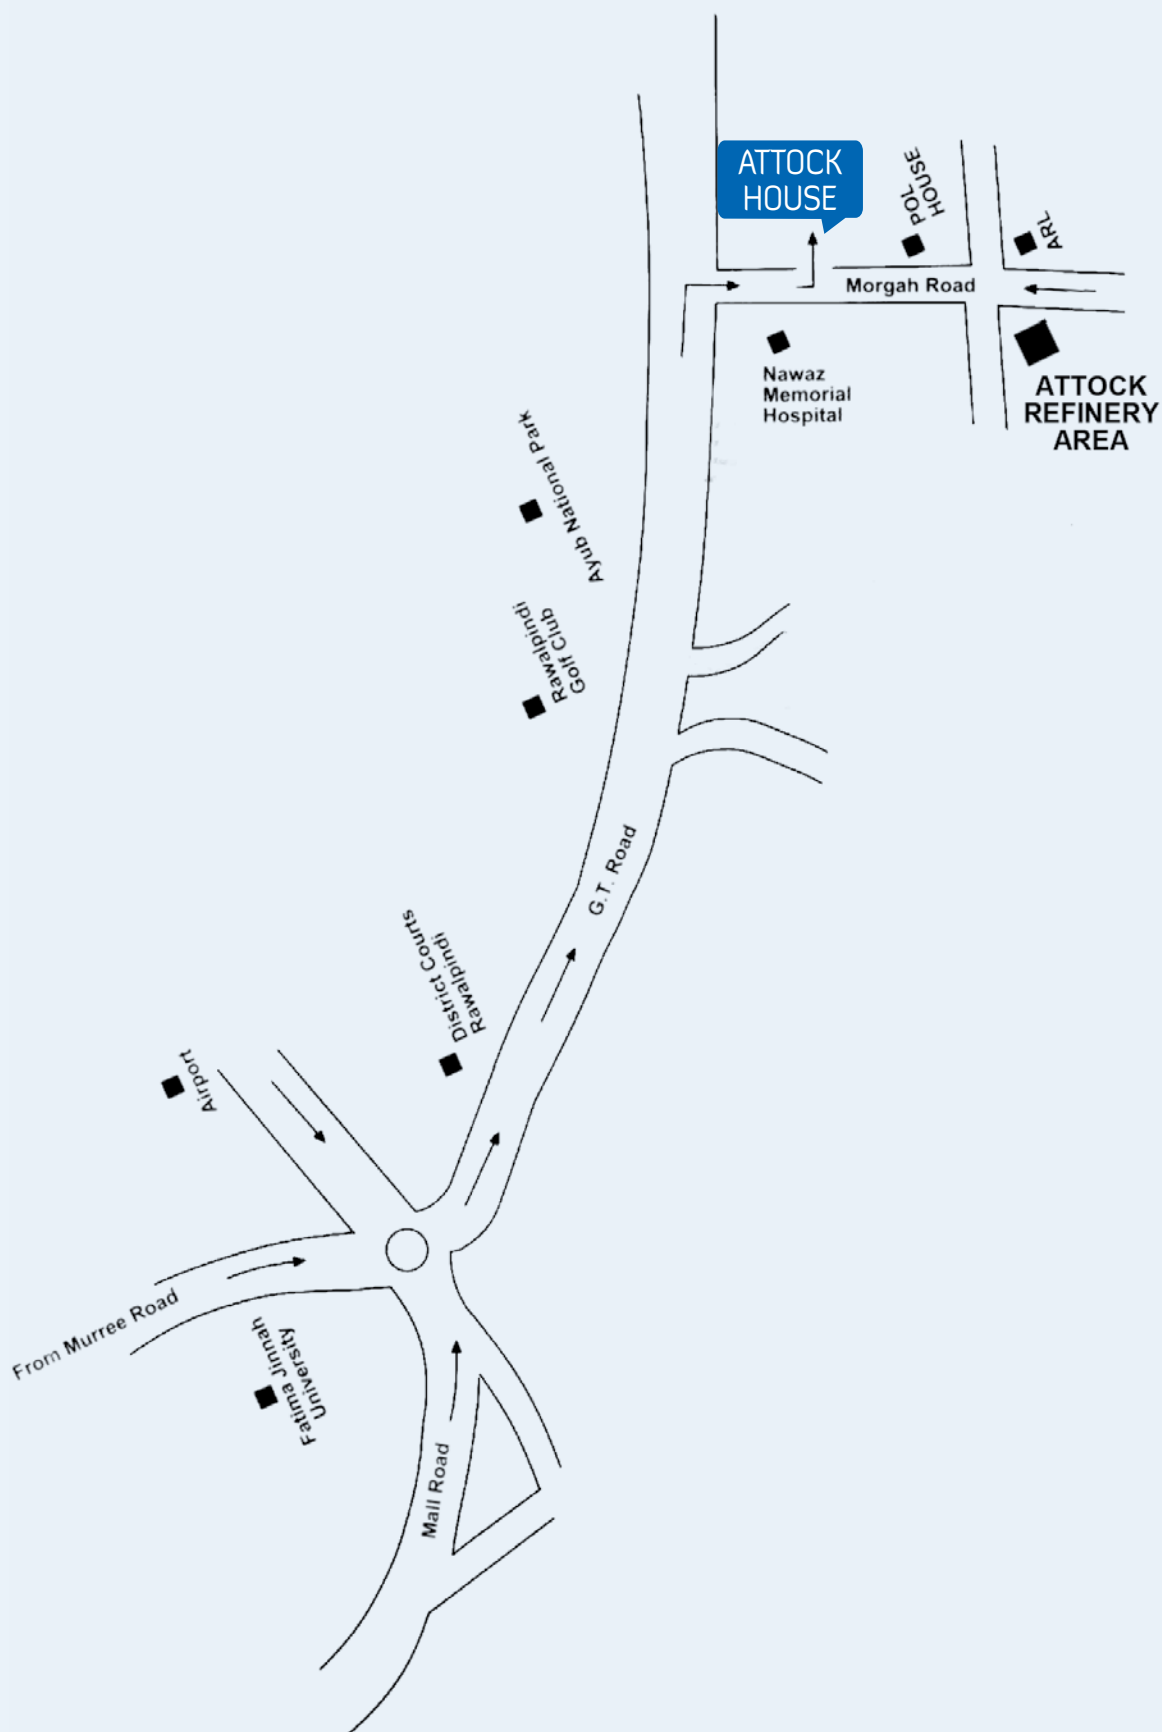 ATTOCK
HOUSE
POL
HOUSE
ARL
Morgah Road
Nawaz
Memorial
Hospital
ATTOCK
REFINERY
AREA
Ayub National Park
Rawalpindi
Golf Club
G.T. Road
District Courts
Rawalpindi
Airport
From Murree Road
Fatima Jinnah
University
Mall Road